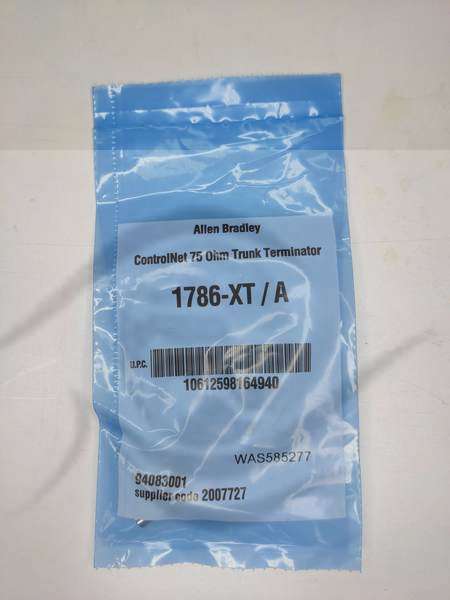 Allen Bradley
ControlNet 75 Ohm Trunk Terminator
1786-XT / A
U.P.C.
10612598164940
WAS585277
94083001
supplier code 2007727